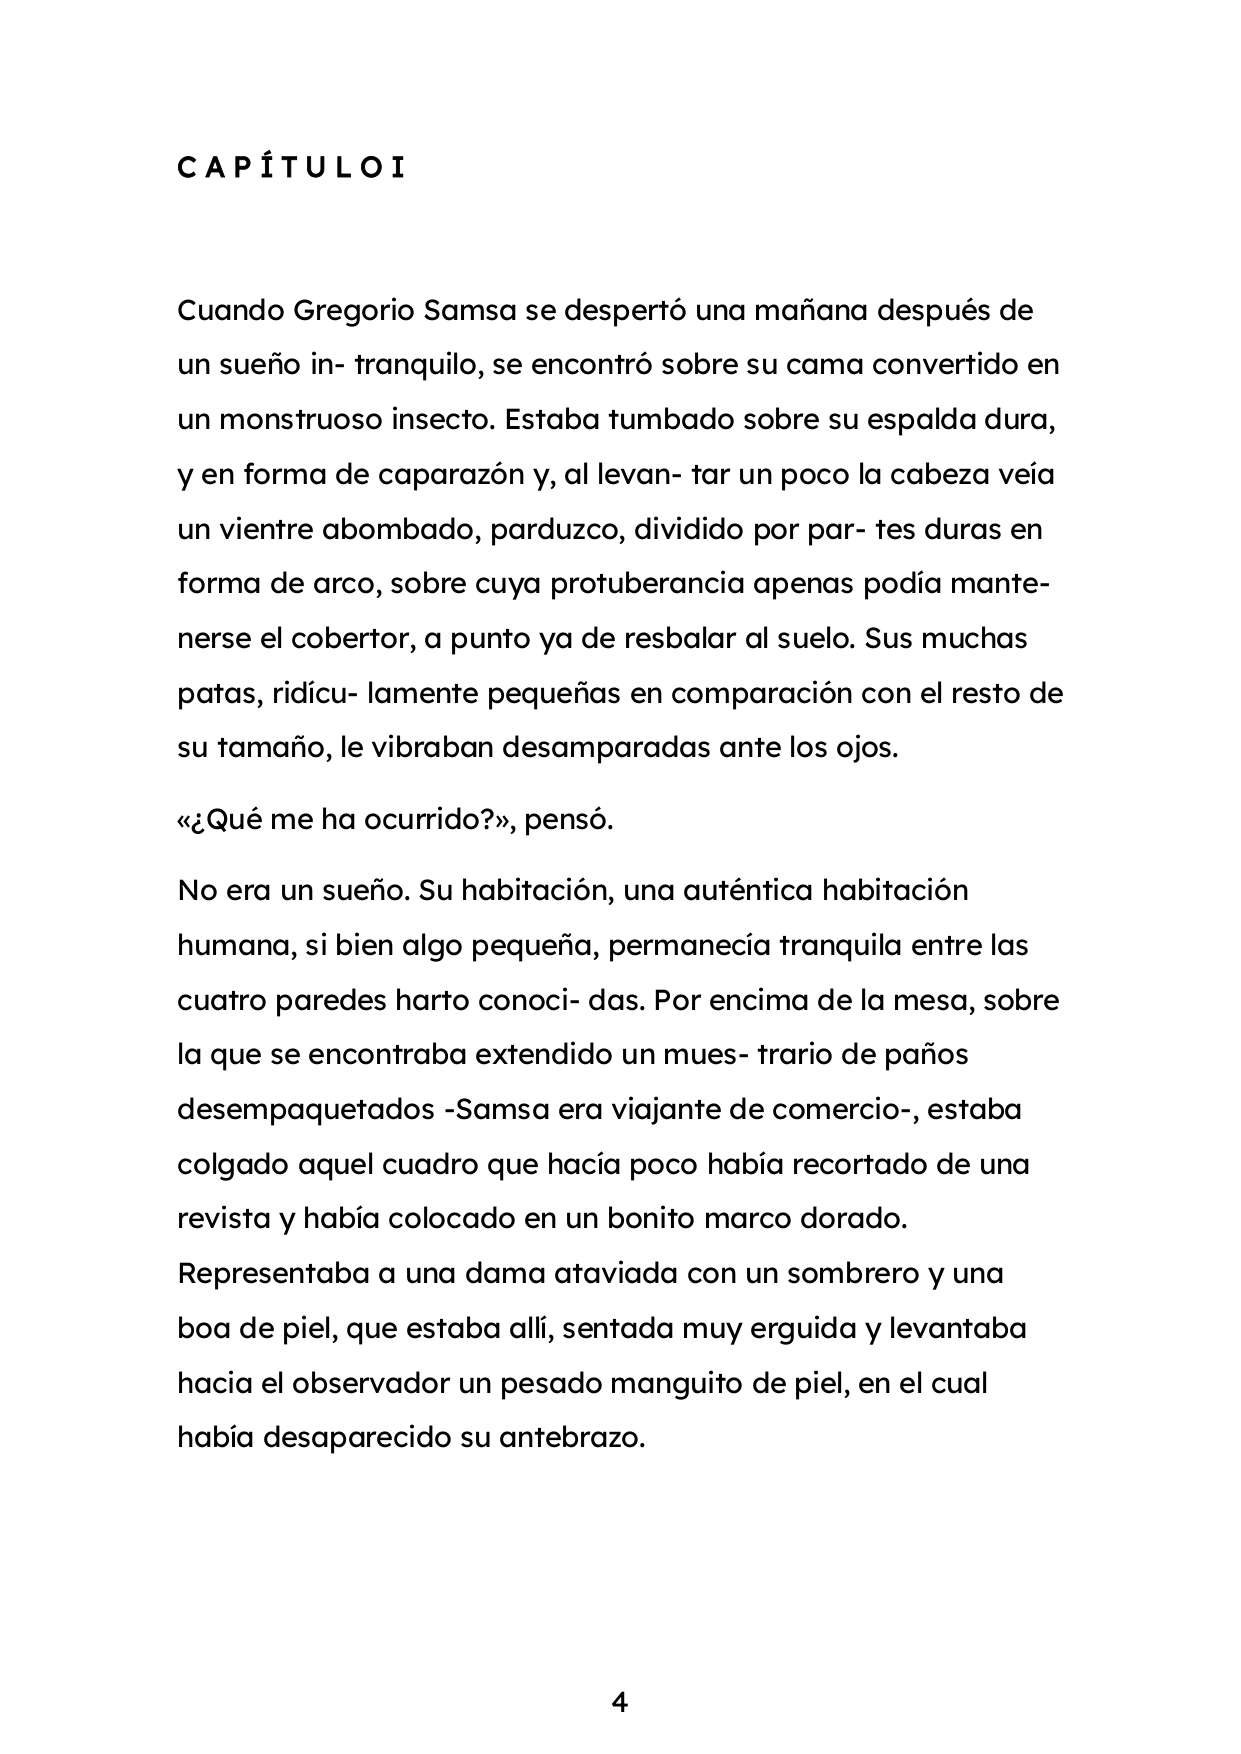 CAPÍTULOI
Cuando Gregorio Samsa se despertó una mañana después de
un sueño in- tranquilo, se encontró sobre su cama convertido en
un monstruoso insecto. Estaba tumbado sobre su espalda dura,
y en forma de caparazón y, al levan- tar un poco la cabeza veía
un vientre abombado, parduzco, dividido por par- tes duras en
forma de arco, sobre cuya protuberancia apenas podía mante-
nerse el cobertor, a punto ya de resbalar al suelo. Sus muchas
patas, ridícu- lamente pequeñas en comparación con el resto de
su tamaño, le vibraban desamparadas ante los ojos.
«¿Qué me ha ocurrido?», pensó.
No era un sueño. Su habitación, una auténtica habitación
humana, si bien algo pequeña, permanecía tranquila entre las
cuatro paredes harto conoci- das. Por encima de la mesa, sobre
la que se encontraba extendido un mues- trario de paños
desempaquetados -Samsa era viajante de comercio-, estaba
colgado aquel cuadro que hacía poco había recortado de una
revista y había colocado en un bonito marco dorado.
Representaba a una dama ataviada con un sombrero y una
boa de piel, que estaba allí, sentada muy erguida y levantaba
hacia el observador un pesado manguito de piel, en el cual
había desaparecido su antebrazo.
4